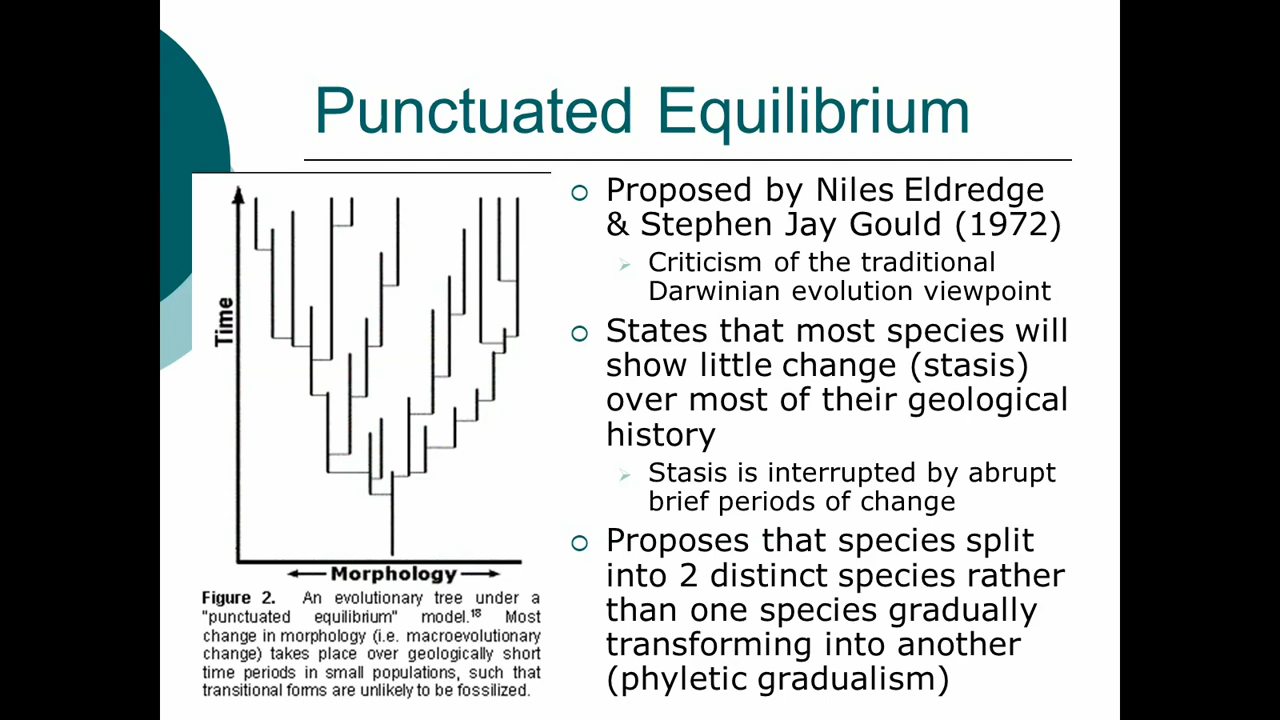 Punctuated Equilibrium
Time
Morphology
Figure 2. An evolutionary tree under a
"punctuated equilibrium" model.18 Most
change in morphology (i.e. macroevolutionary
change) takes place over geologically short
time periods in small populations, such that
transitional forms are unlikely to be fossilized.
Proposed by Niles Eldredge
& Stephen Jay Gould (1972)
Criticism of the traditional
Darwinian evolution viewpoint
States that most species will
show little change (stasis)
over most of their geological
history
Stasis is interrupted by abrupt
brief periods of change
Proposes that species split
into 2 distinct species rather
than one species gradually
transforming into another
(phyletic gradualism)